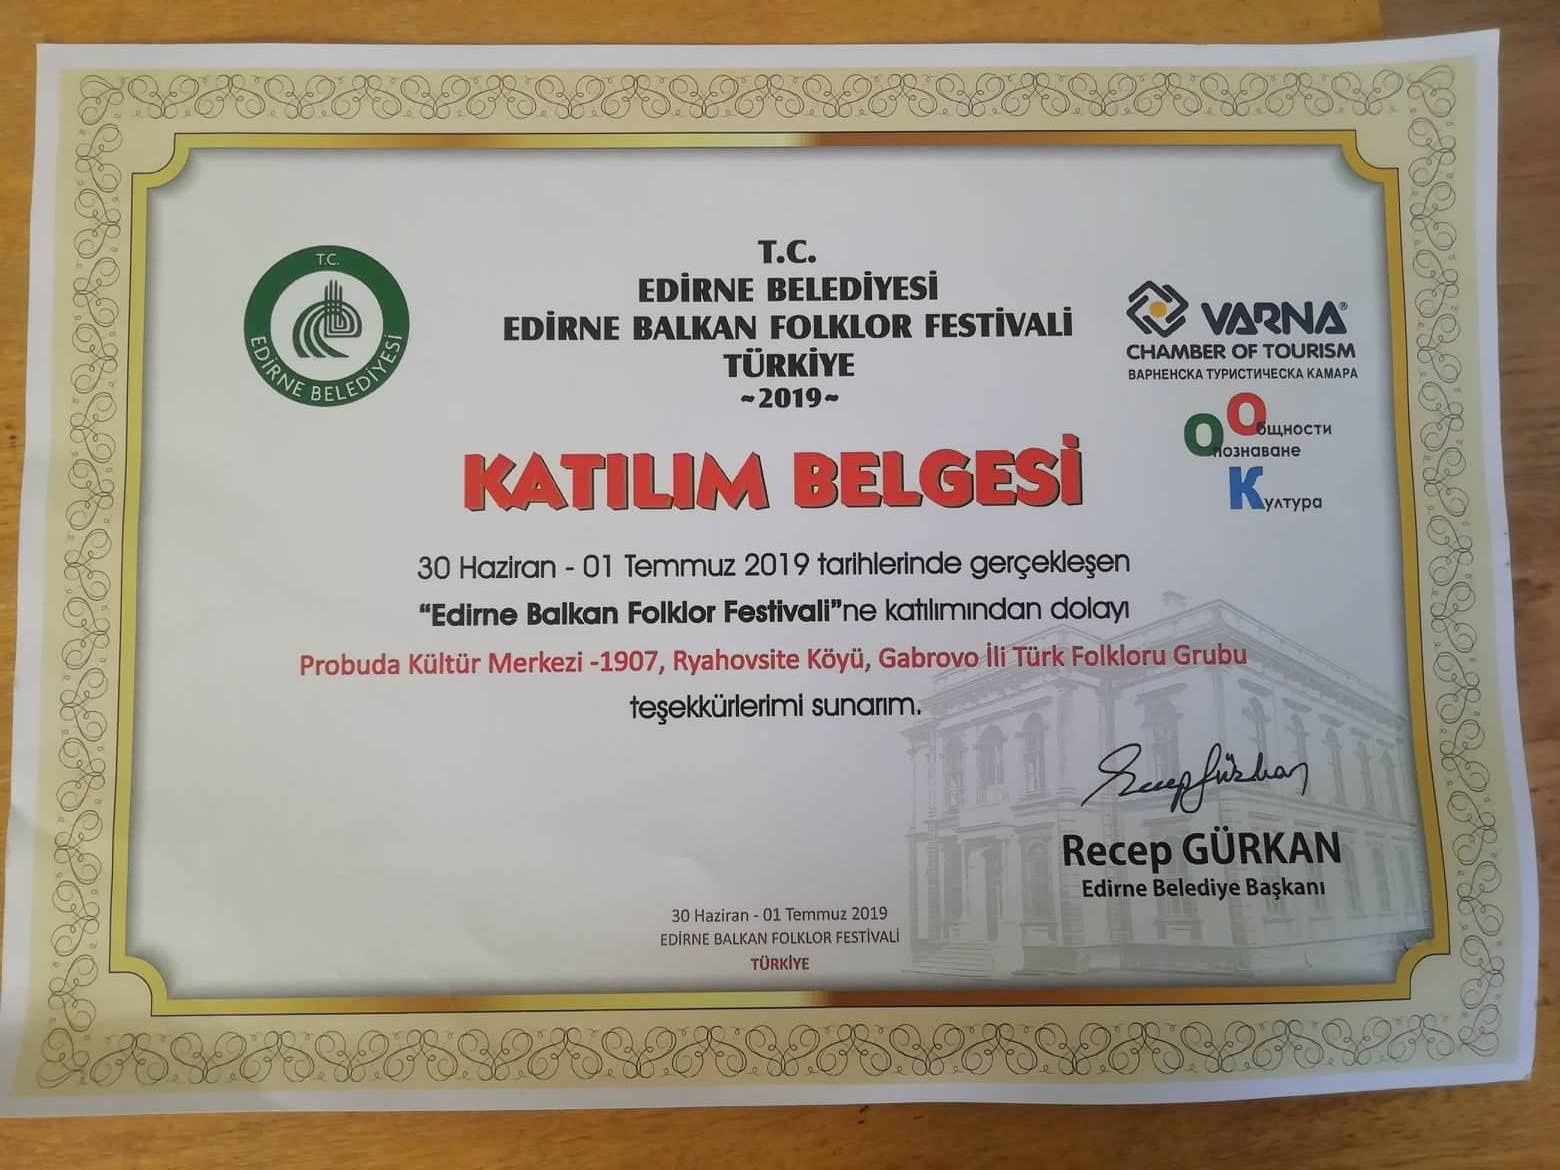 T.C.
EDİRNE BELEDİYESİ
T.C.
EDİRNE BELEDİYESİ
EDİRNE BALKAN FOLKLOR FESTİVALİ
TÜRKİYE
~2019~
VARNA®
CHAMBER OF TOURISM
ВАРНЕНСКА ТУРИСТИЧЕСКА КАМАРА
Общности
Опознаване
Култура
KATILIM BELGESİ
30 Haziran - 01 Temmuz 2019 tarihlerinde gerçekleşen
“Edirne Balkan Folklor Festivali”ne katılımından dolayı
Probuda Kültür Merkezi -1907, Ryahovsite Köyü, Gabrovo İli Türk Folkloru Grubu
teşekkürlerimi sunarım.
Recep Gürkan
Recep GÜRKAN
Edirne Belediye Başkanı
30 Haziran - 01 Temmuz 2019
EDİRNE BALKAN FOLKLOR FESTİVALİ
TÜRKİYE